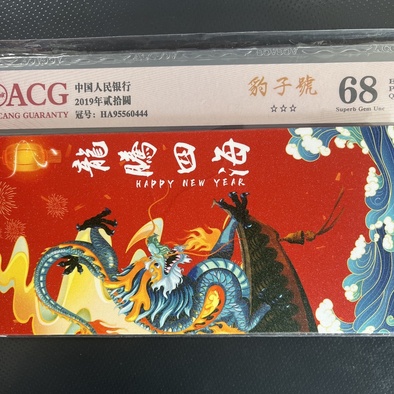 ACG
CANG GUARANTY
中国人民银行
2019年贰拾圆
冠号：HA95560444
豹子號
☆☆☆
68
Superb Gem Unc
E
P
Q
龍騰四海
HAPPY NEW YEAR